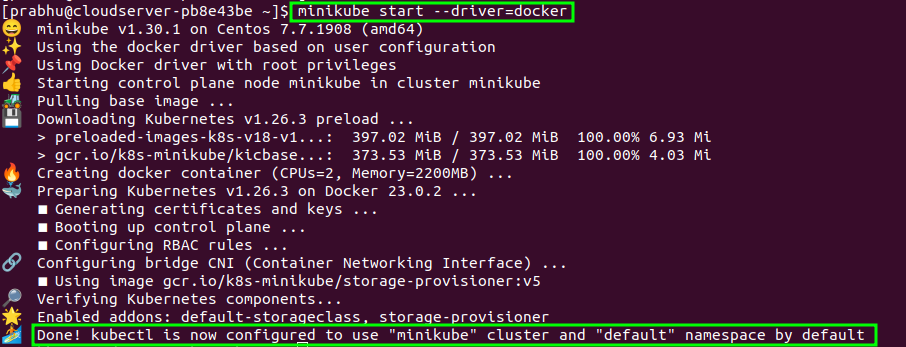 [prabhu@cloudserver-pb8e43be ~]$ minikube start --driver=docker
😄 minikube v1.30.1 on Centos 7.7.1908 (amd64)
✨ Using the docker driver based on user configuration
📌 Using Docker driver with root privileges
👍 Starting control plane node minikube in cluster minikube
🚜 Pulling base image ...
💾 Downloading Kubernetes v1.26.3 preload ...
> preloaded-images-k8s-v18-v1...: 397.02 MiB / 397.02 MiB 100.00% 6.93 Mi
> gcr.io/k8s-minikube/kicbase...: 373.53 MiB / 373.53 MiB 100.00% 4.03 Mi
🔥 Creating docker container (CPUs=2, Memory=2200MB) ...
🐳 Preparing Kubernetes v1.26.3 on Docker 23.0.2 ...
▪ Generating certificates and keys ...
▪ Booting up control plane ...
▪ Configuring RBAC rules ...
🔗 Configuring bridge CNI (Container Networking Interface) ...
▪ Using image gcr.io/k8s-minikube/storage-provisioner:v5
🔎 Verifying Kubernetes components...
🌟 Enabled addons: default-storageclass, storage-provisioner
🏄 Done! kubectl is now configured to use "minikube" cluster and "default" namespace by default